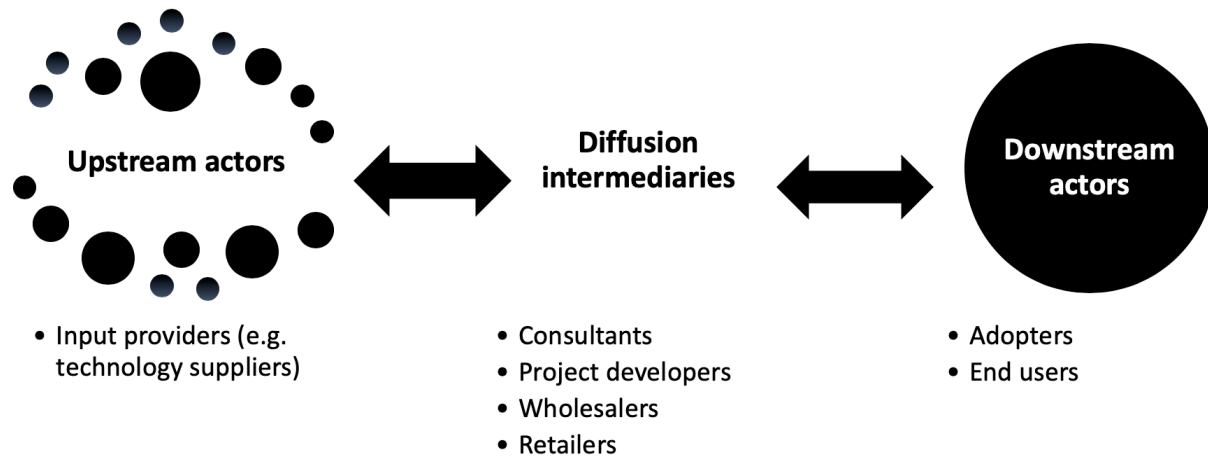 Upstream actors
Diffusion
intermediaries
Downstream
actors
• Input providers (e.g.
technology suppliers)
• Consultants
• Project developers
• Wholesalers
• Retailers
• Adopters
• End users